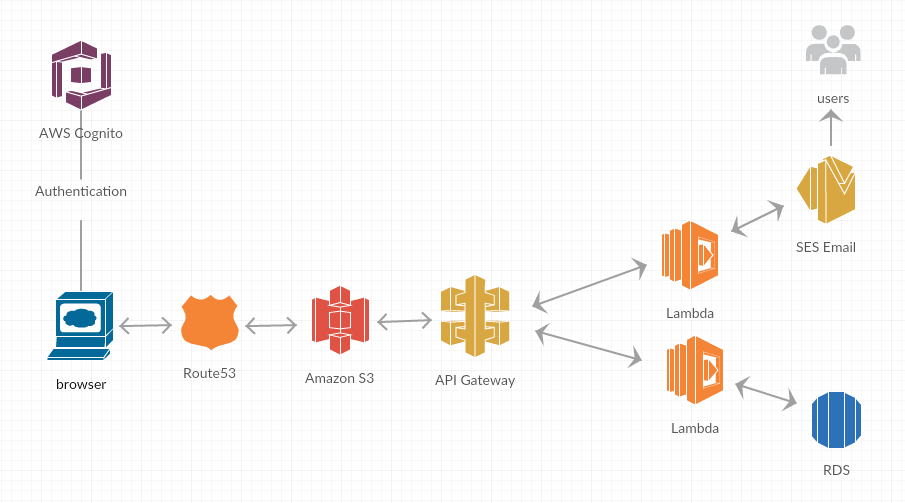 users
AWS Cognito
Authentication
SES Email
Lambda
Route53
Amazon S3
API Gateway
browser
Lambda
RDS